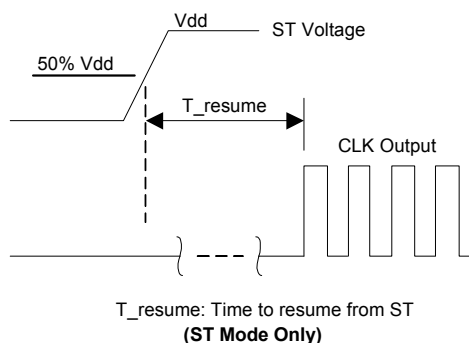 Vdd
ST Voltage
50% Vdd
T_resume
CLK Output
T_resume: Time to resume from ST
(ST Mode Only)